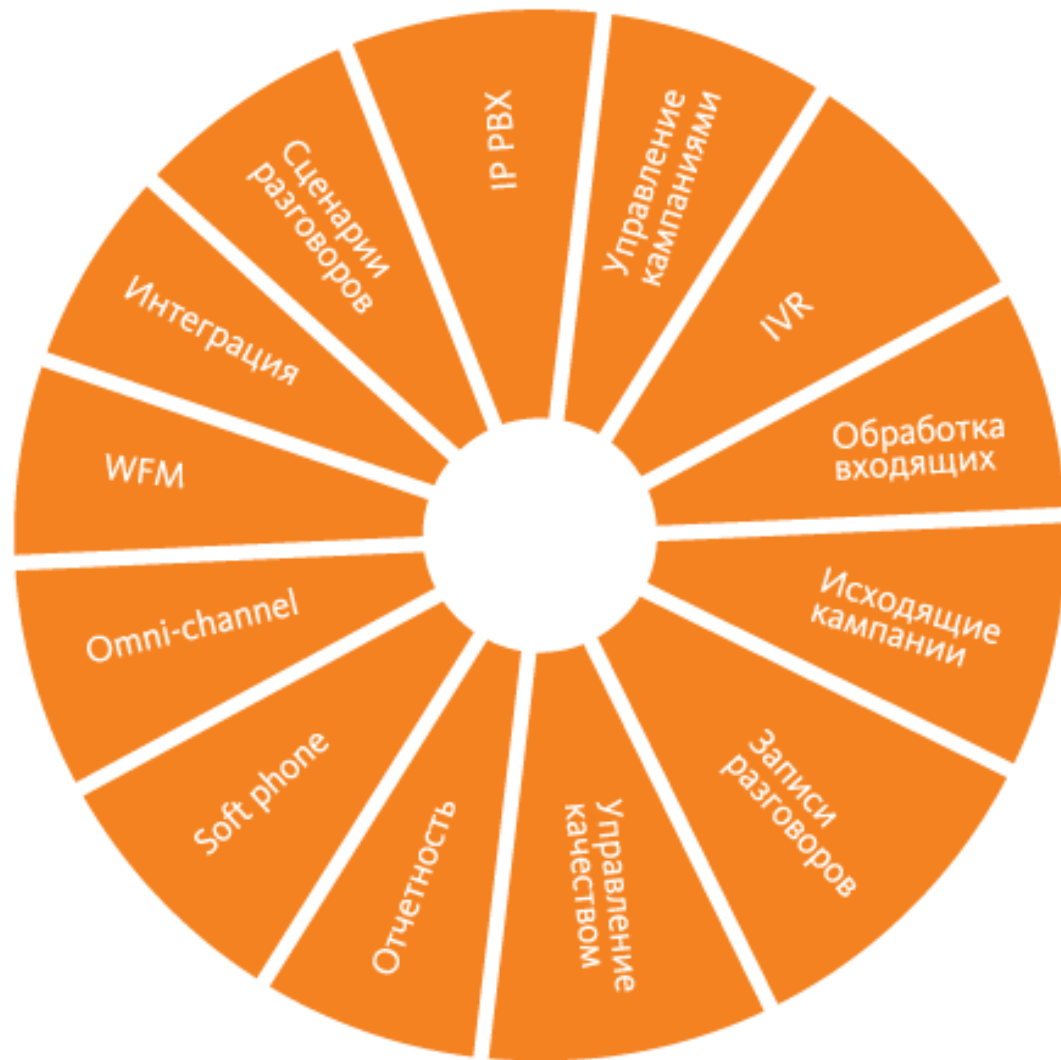 IP PBX
Управление
кампаниями
IVR
Обработка
входящих
Исходящие
кампании
Записи
разговоров
Управление
качеством
Отчетность
Soft phone
Omni-channel
WFM
Интеграция
Сценарии
разговоров